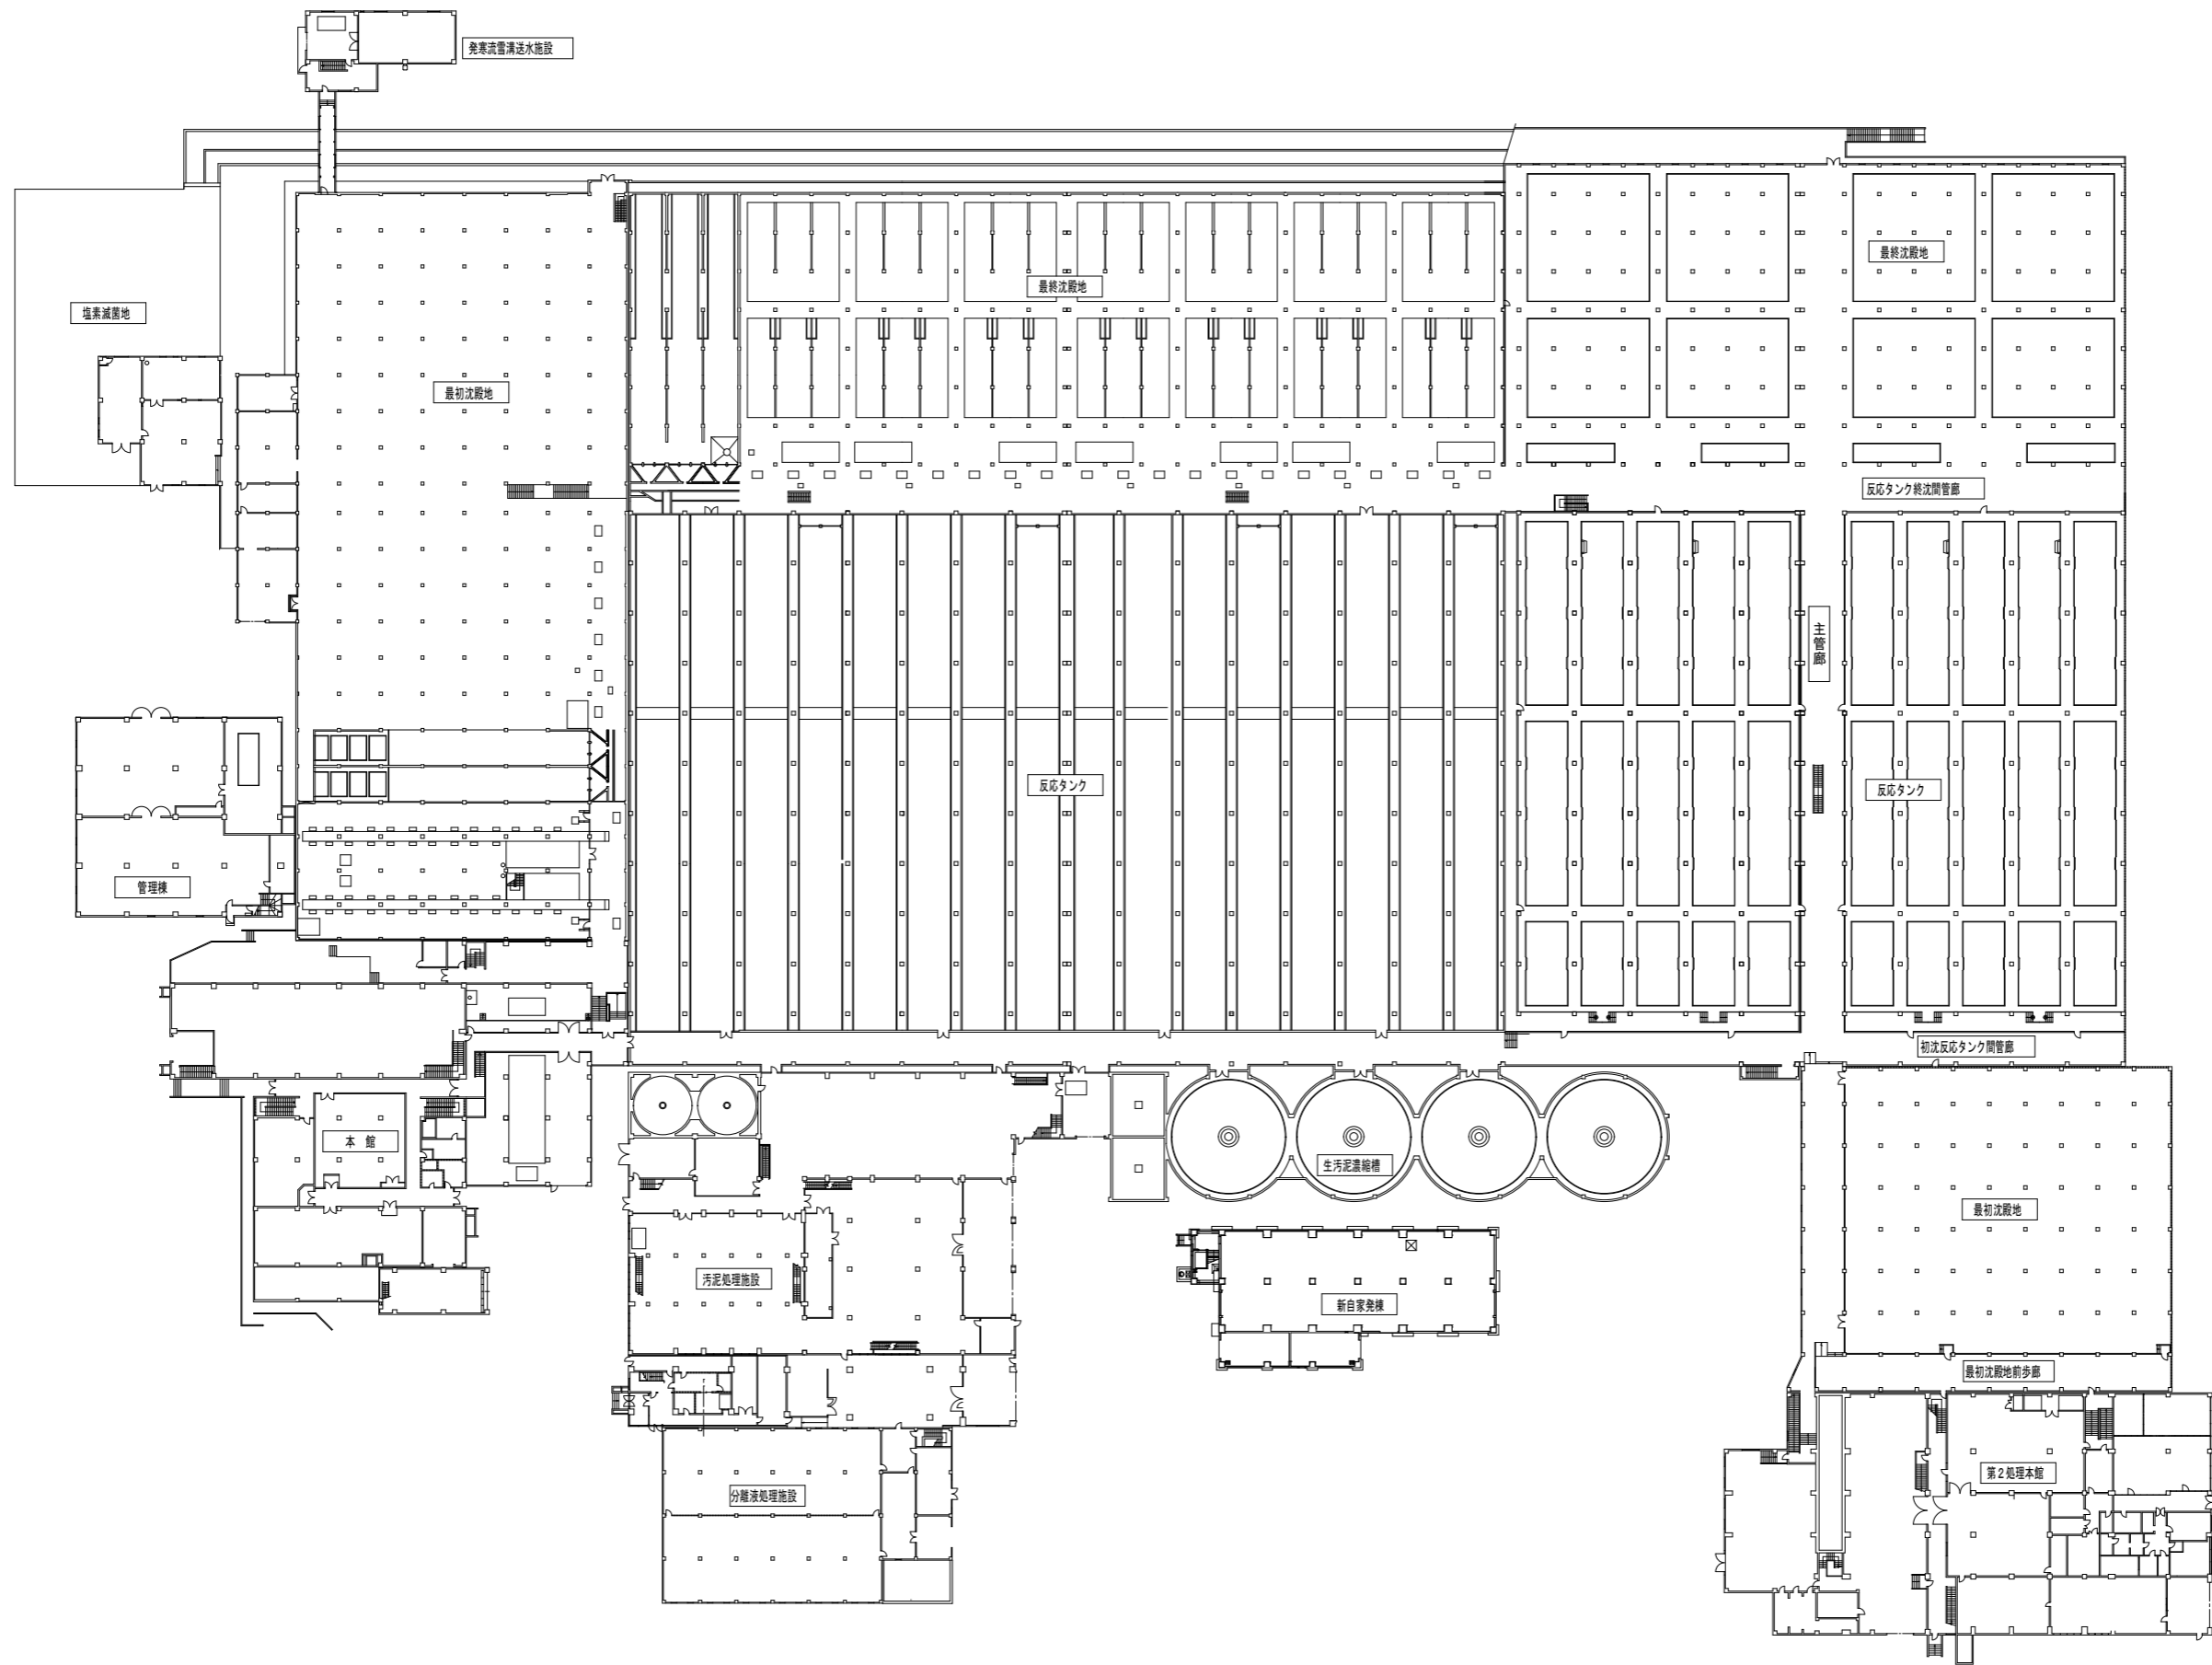 発寒流雪溝送水施設
最終沈殿地
最終沈殿地
塩素滅菌地
最初沈殿地
反応タンク終沈間管廊
主管廊
反応タンク
反応タンク
管理棟
初沈反応タンク間管廊
本 館
生汚泥濃縮槽
最初沈殿地
汚泥処理施設
新自家発棟
最初沈殿地前歩廊
第2処理本館
分離液処理施設